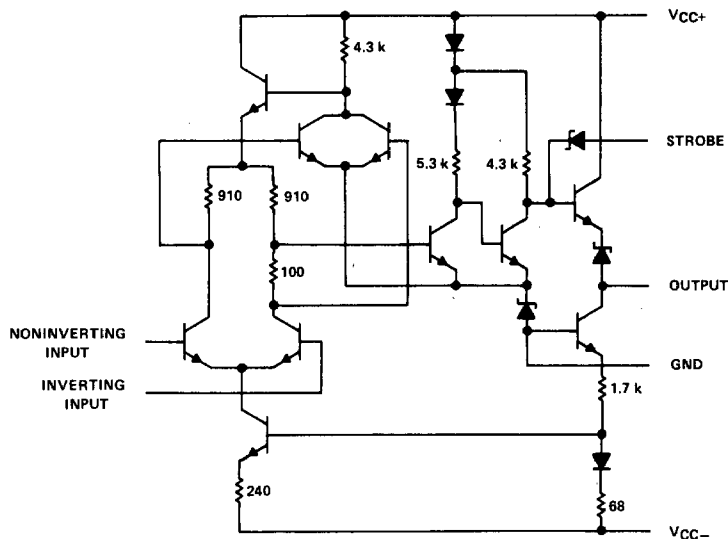 VCC+
4.3 k
STROBE
5.3 k
4.3 k
910
910
100
OUTPUT
NONINVERTING
INPUT
GND
INVERTING
INPUT
1.7 k
240
68
VCC−